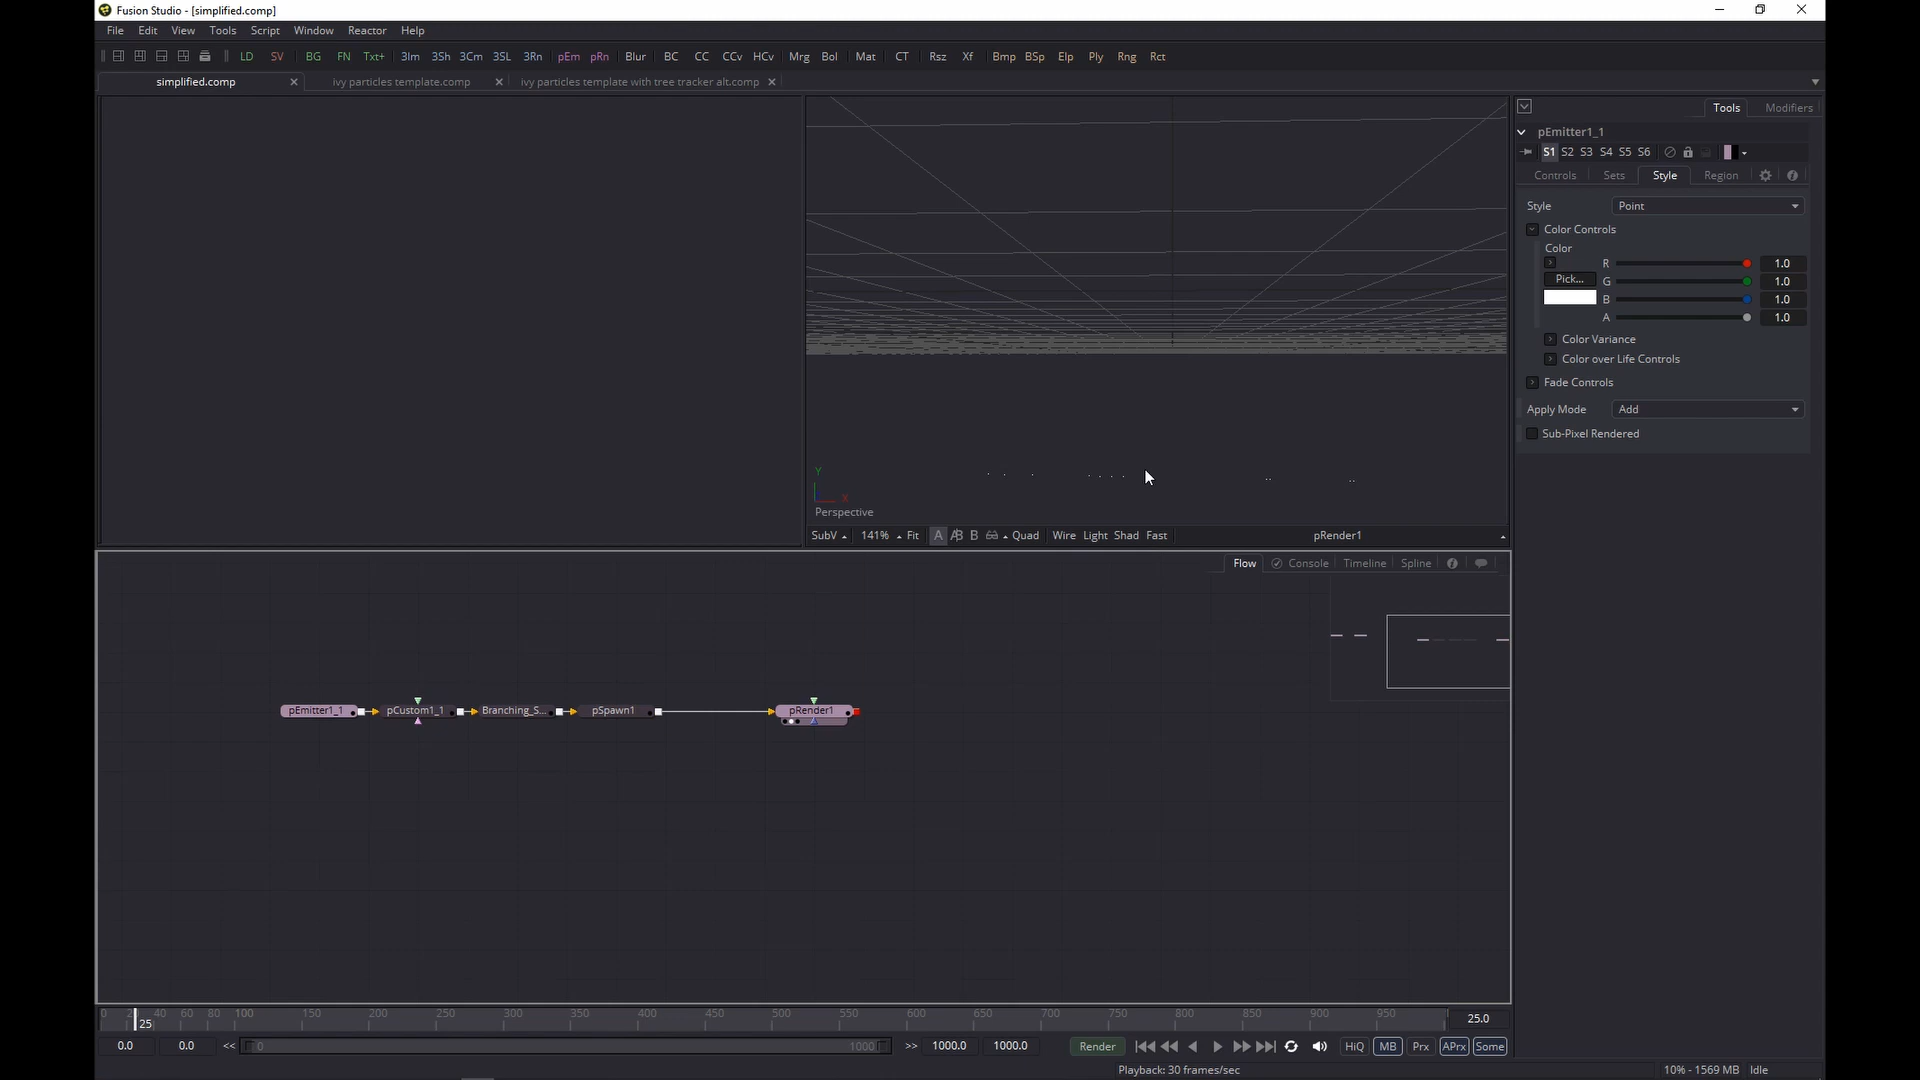 Fusion Studio - [simplified.comp]
File Edit View Tools Script Window Reactor Help
LD SV BG FN Txt+ 3Im 3Sh 3Cm 3SL 3Rn pEm pRn Blur BC CC CCv HCv Mrg Bol Mat CT Rsz Xf Bmp BSp Elp Ply Rng Rct
simplified.comp ivy particles template.comp ivy particles template with tree tracker alt.comp
Tools Modifiers
pEmitter1_1
S1 S2 S3 S4 S5 S6
Controls Sets Style Region
Style Point
Color Controls
Color
R 1.0
Pick... G 1.0
B 1.0
A 1.0
Color Variance
Color over Life Controls
Fade Controls
Apply Mode Add
Sub-Pixel Rendered
Y
X
Perspective
SubV 141% Fit A B Quad Wire Light Shad Fast pRender1
Flow Console Timeline Spline
pEmitter1_1 pCustom1_1 Branching_S... pSpawn1 pRender1
0 40 60 80 100 150 200 250 300 350 400 450 500 550 600 650 700 750 800 850 900 950
25 25.0
0.0 0.0 << 0 1000 >> 1000.0 1000.0 Render HiQ MB Prx APrx Some
Playback: 30 frames/sec 10% - 1569 MB Idle